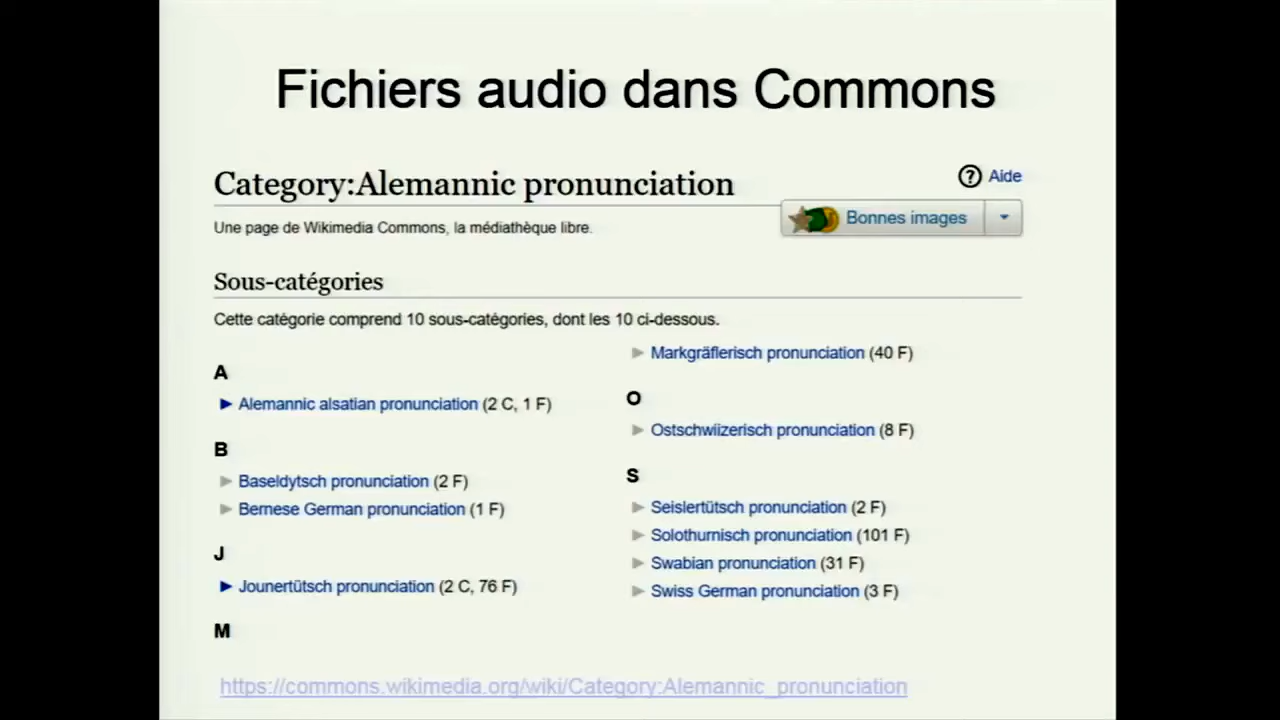 Fichiers audio dans Commons
Category:Alemannic pronunciation
Aide
Bonnes images
Une page de Wikimedia Commons, la médiathèque libre.
Sous-catégories
Cette catégorie comprend 10 sous-catégories, dont les 10 ci-dessous.
A
Alemannic alsatian pronunciation (2 C, 1 F)
B
Baseldytsch pronunciation (2 F)
Bernese German pronunciation (1 F)
J
Jounertütsch pronunciation (2 C, 76 F)
M
Markgräflerisch pronunciation (40 F)
O
Ostschwiizerisch pronunciation (8 F)
S
Seislertütsch pronunciation (2 F)
Solothurnisch pronunciation (101 F)
Swabian pronunciation (31 F)
Swiss German pronunciation (3 F)
https://commons.wikimedia.org/wiki/Category:Alemannic_pronunciation